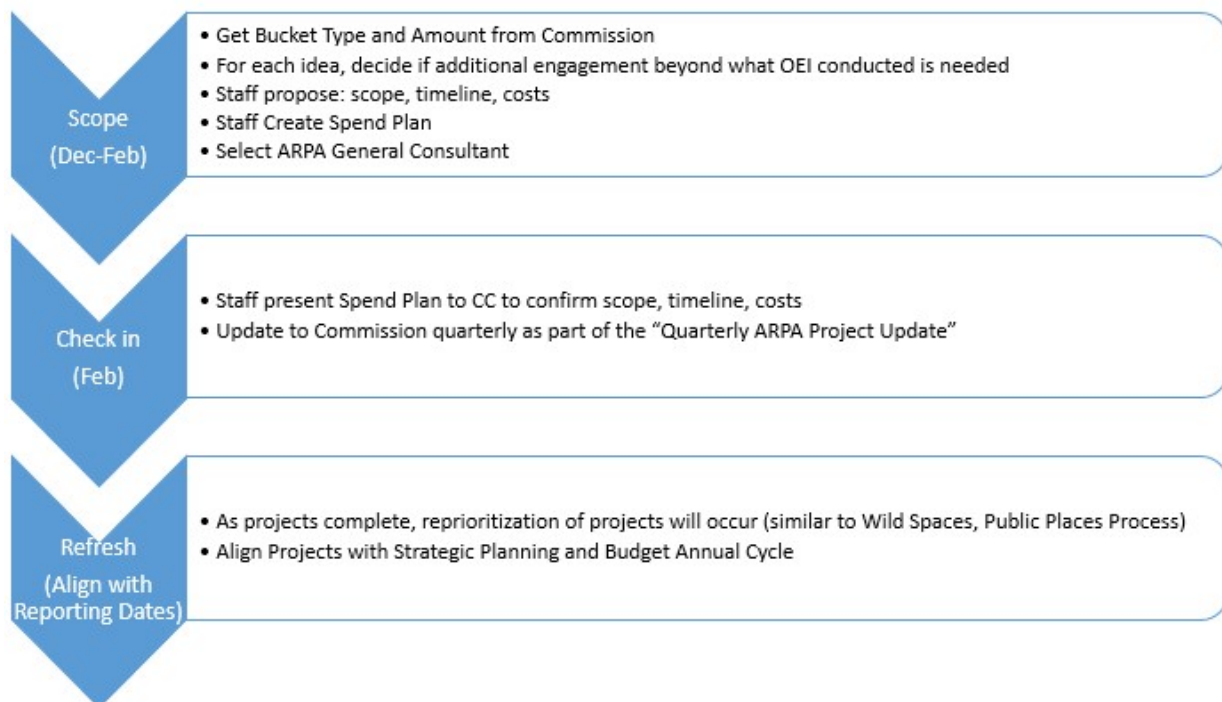 Scope
(Dec-Feb)
• Get Bucket Type and Amount from Commission
• For each idea, decide if additional engagement beyond what OEI conducted is needed
• Staff propose: scope, timeline, costs
• Staff Create Spend Plan
• Select ARPA General Consultant
Check in
(Feb)
• Staff present Spend Plan to CC to confirm scope, timeline, costs
• Update to Commission quarterly as part of the “Quarterly ARPA Project Update”
Refresh
(Align with
Reporting Dates)
• As projects complete, reprioritization of projects will occur (similar to Wild Spaces, Public Places Process)
• Align Projects with Strategic Planning and Budget Annual Cycle